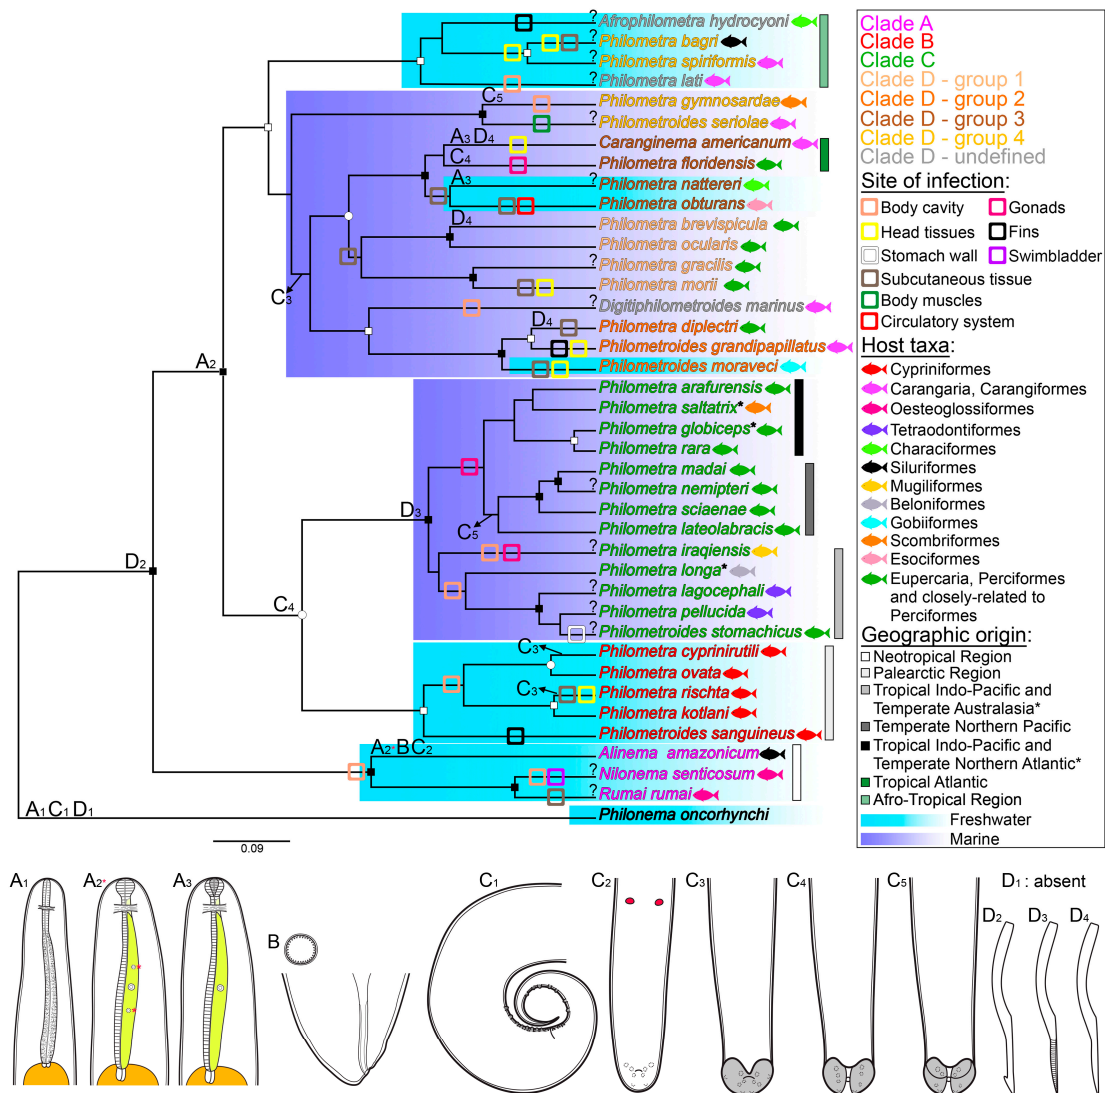 ? Afrophilometra hydrocyoni
Philometra bagri
? Philometra spiriformis
? Philometra lati
C5 Philometra gymnosardae
? Philometroides seriolae
A3 D4 Caranginema americanum
C4 Philometra floridensis
A3 ? Philometra nattereri
Philometra obturans
D4 Philometra brevispicula
Philometra ocularis
? Philometra gracilis
Philometra morii
C3
? Digitiphilometroides marinus
D4 Philometra diplectri
Philometroides grandipapillatus
Philometroides moraveci
A2
Philometra arafurensis
Philometra saltatrix*
? Philometra globiceps*
? Philometra rara
Philometra madai
? Philometra nemipteri
Philometra sciaenae
? Philometra lateolabracis
D3
C5
? Philometra iraqiensis
Philometra longa*
? Philometra lagocephali
? Philometra pellucida
? Philometroides stomachicus
D2
C4
C3 Philometra cyprinirutili
Philometra ovata
C3 Philometra rischta
Philometra kotlani
Philometroides sanguineus
A2*B C2 Alinema amazonicum
? Nilonema senticosum
? Rumai rumai
A1 C1 D1 Philonema oncorhynchi
0.09
Clade A
Clade B
Clade C
Clade D - group 1
Clade D - group 2
Clade D - group 3
Clade D - group 4
Clade D - undefined
Site of infection:
Body cavity Gonads
Head tissues Fins
Stomach wall Swimbladder
Subcutaneous tissue
Body muscles
Circulatory system
Host taxa:
Cypriniformes
Carangaria, Carangiformes
Oesteoglossiformes
Tetraodontiformes
Characiformes
Siluriformes
Mugiliformes
Beloniformes
Gobiiformes
Scombriformes
Esociformes
Eupercaria, Perciformes
and closely-related to
Perciformes
Geographic origin:
Neotropical Region
Palearctic Region
Tropical Indo-Pacific and
Temperate Australasia*
Temperate Northern Pacific
Tropical Indo-Pacific and
Temperate Northern Atlantic*
Tropical Atlantic
Afro-Tropical Region
Freshwater
Marine
A1 A2* A3 B C1 C2 C3 C4 C5 D1 : absent
D2 D3 D4